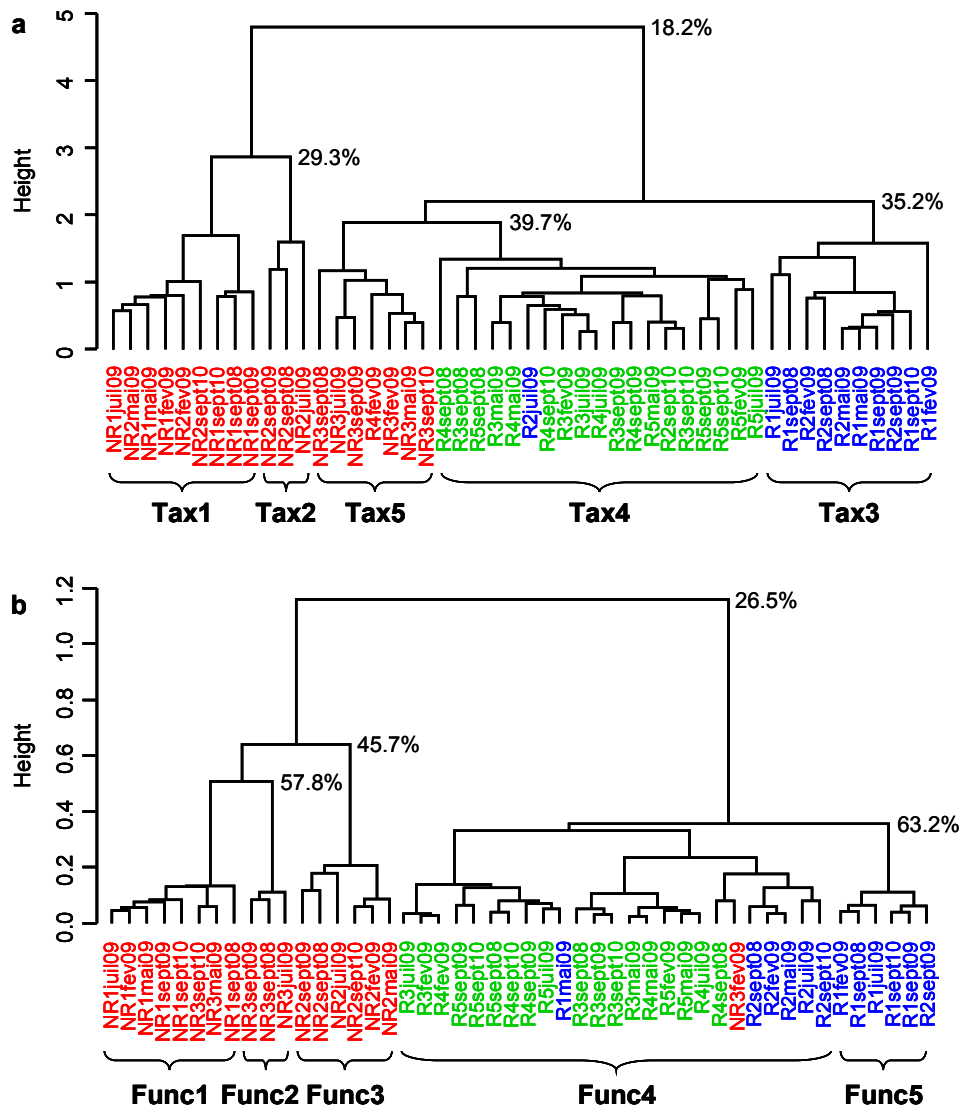 a
Height
5
4
3
2
1
0
18.2%
29.3%
39.7%
35.2%
NR1juil09
NR2mai09
NR1mai09
NR1fev09
NR2fev09
NR2sept10
NR1sept10
NR1sept08
NR1sept09
NR2sept09
NR2sept08
NR2juil09
NR3sept08
NR3juil09
NR3sept09
R4fev09
NR3fev09
NR3mai09
NR3sept10
R4sept08
R3sept08
R5sept08
R3mai09
R4mai09
R2juil09
R4sept10
R3fev09
R3juil09
R4juil09
R3sept09
R4sept09
R5mai09
R2sept10
R3sept10
R5sept10
R5sept09
R5fev09
R5juil09
R1juil09
R1sept08
R2fev09
R2sept08
R2mai09
R1mai09
R1sept09
R2sept09
R1sept10
R1fev09
Tax1 Tax2 Tax5 Tax4 Tax3
b
Height
1.2
1.0
0.8
0.6
0.4
0.2
0.0
26.5%
45.7%
57.8%
63.2%
NR1juil09
NR1fev09
NR1mai09
NR1sept09
NR1sept10
NR3sept10
NR3mai09
NR1sept08
NR3sept09
NR3sept08
NR3juil09
NR2sept09
NR2sept08
NR2juil09
NR2sept10
NR2fev09
NR2mai09
R3juil09
R3fev09
R4fev09
R5sept09
R5sept10
R5sept08
R4sept10
R4sept09
R5juil09
R1mai09
R3sept08
R3sept09
R3sept10
R3mai09
R4mai09
R5fev09
R5mai09
R4juil09
R4sept08
NR3fev09
R2sept08
R2fev09
R2mai09
R2juil09
R2sept10
R1fev09
R1sept08
R1juil09
R1sept10
R1sept09
R2sept09
Func1 Func2 Func3 Func4 Func5